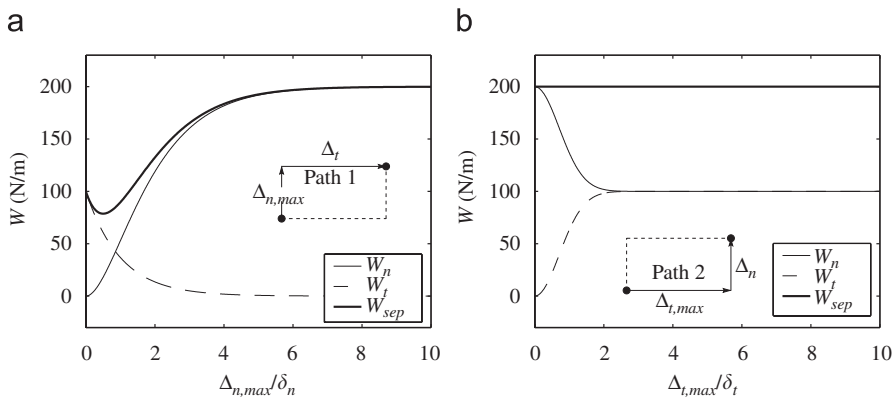 a
200
150
100
50
0
W (N/m)
0 2 4 6 8 10
Δn,max/δn
Δt
Path 1
Δn,max
Wn
Wt
Wsep
b
200
150
100
50
0
W (N/m)
0 2 4 6 8 10
Δt,max/δt
Path 2
Δn
Δt,max
Wn
Wt
Wsep